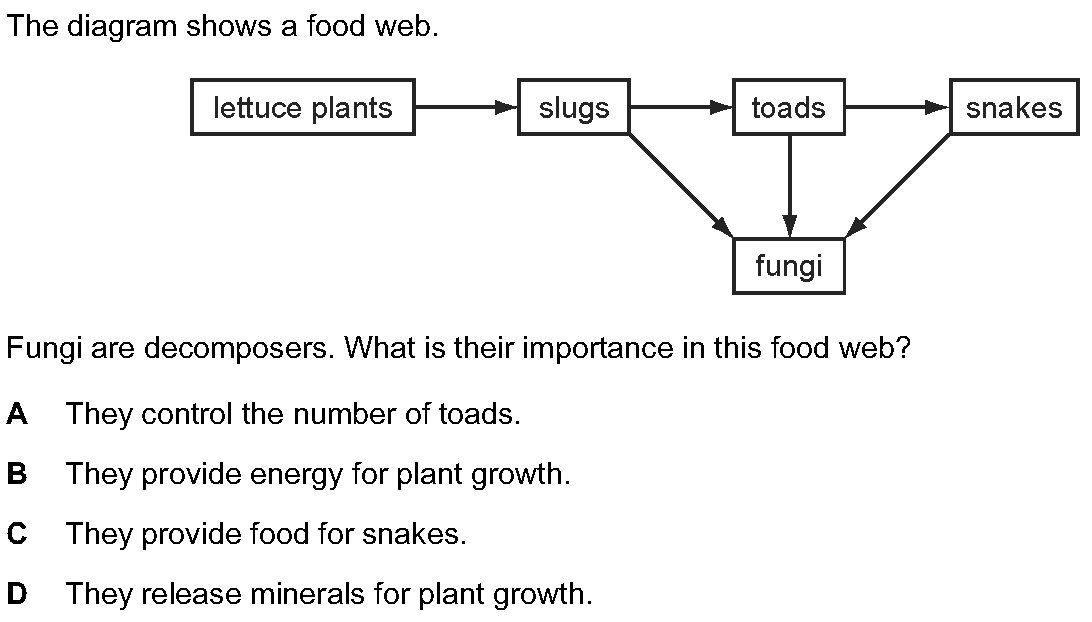 The diagram shows a food web.
lettuce plants
slugs
toads
snakes
fungi
Fungi are decomposers. What is their importance in this food web?
A They control the number of toads.
B They provide energy for plant growth.
C They provide food for snakes.
D They release minerals for plant growth.